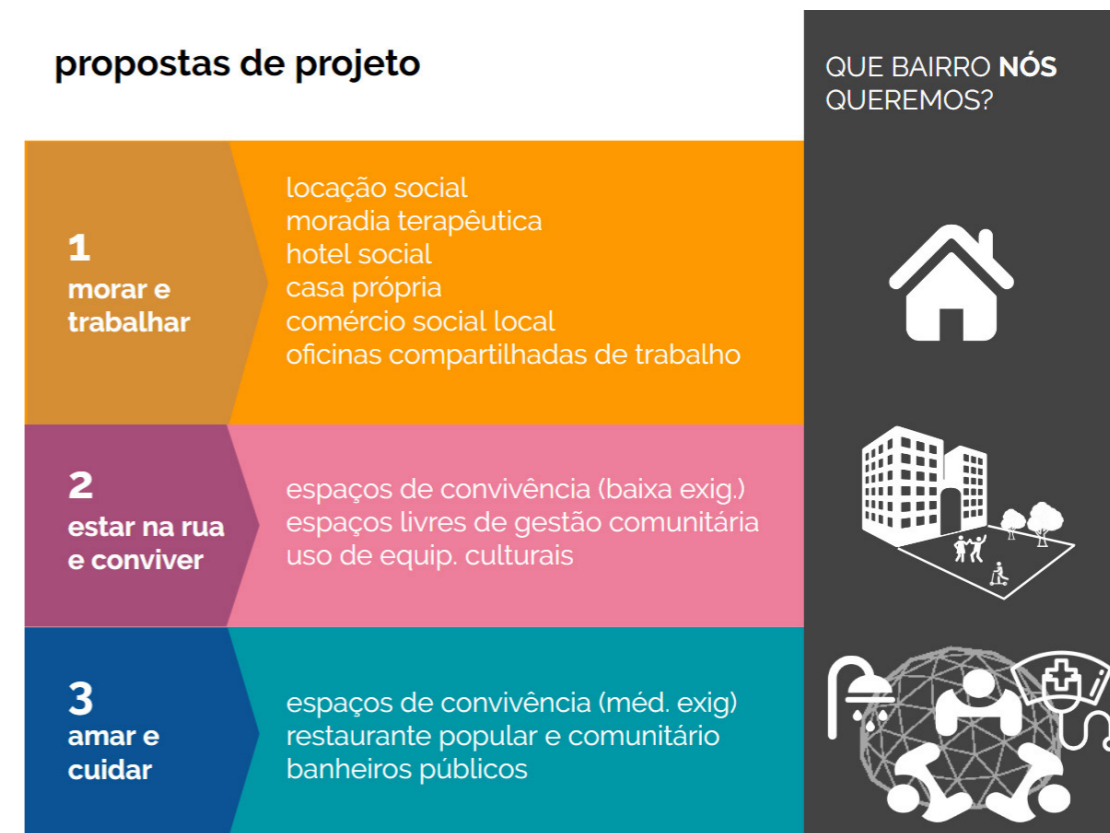 propostas de projeto
QUE BAIRRO NÓS
QUEREMOS?
1
morar e
trabalhar
locação social
moradia terapêutica
hotel social
casa própria
comércio social local
oficinas compartilhadas de trabalho
2
estar na rua
e conviver
espaços de convivência (baixa exig.)
espaços livres de gestão comunitária
uso de equip. culturais
3
amar e
cuidar
espaços de convivência (méd. exig)
restaurante popular e comunitário
banheiros públicos